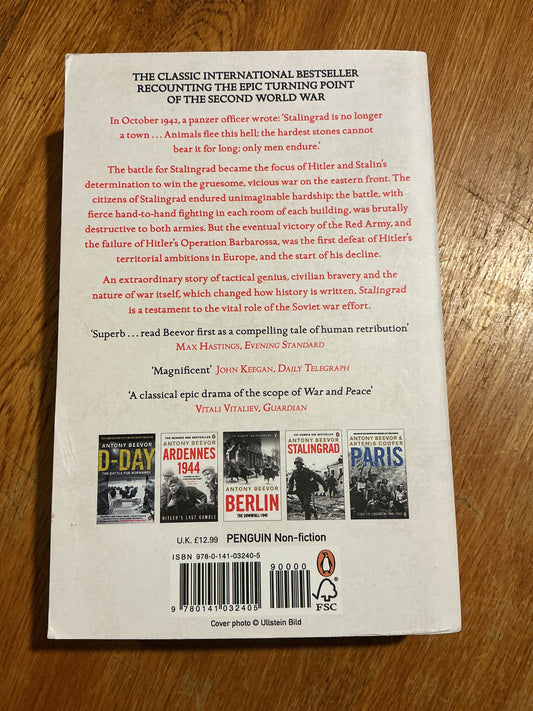 THE CLASSIC INTERNATIONAL BESTSELLER
RECOUNTING THE EPIC TURNING POINT
OF THE SECOND WORLD WAR
In October 1942, a panzer officer wrote: 'Stalingrad is no longer
a town . . . Animals flee this hell; the hardest stones cannot
bear it for long; only men endure.'
The battle for Stalingrad became the focus of Hitler and Stalin's
determination to win the gruesome, vicious war on the eastern front. The
citizens of Stalingrad endured unimaginable hardship; the battle, with
fierce hand-to-hand fighting in each room of each building, was brutally
destructive to both armies. But the eventual victory of the Red Army, and
the failure of Hitler's Operation Barbarossa, was the first defeat of Hitler's
territorial ambitions in Europe, and the start of his decline.
An extraordinary story of tactical genius, civilian bravery and the
nature of war itself, which changed how history is written, Stalingrad
is a testament to the vital role of the Soviet war effort.
'Superb . . . read Beevor first as a compelling tale of human retribution'
MAX HASTINGS, EVENING STANDARD
'Magnificent' JOHN KEEGAN, DAILY TELEGRAPH
'A classical epic drama of the scope of War and Peace'
VITALI VITALIEV, GUARDIAN
ANTONY BEEVOR
D-DAY
THE BATTLE FOR NORMANDY
THE NUMBER ONE BESTSELLER
ANTONY BEEVOR
ARDENNES
1944
HITLER'S LAST GAMBLE
ANTONY BEEVOR
BERLIN
THE DOWNFALL 1945
THE NUMBER ONE BESTSELLER
ANTONY BEEVOR
STALINGRAD
ANTONY BEEVOR &
ARTEMIS COOPER
PARIS
U.K. £12.99 PENGUIN Non-fiction
ISBN 978-0-141-03240-5
90000
9 780141 032405
FSC
Cover photo © Ullstein Bild